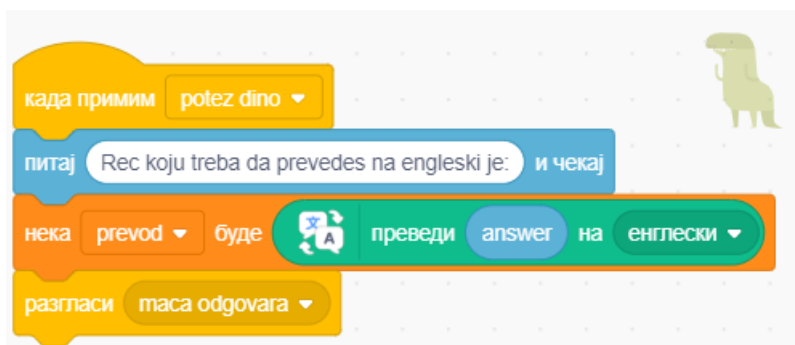 када примим potez dino
питај Rec koju treba da prevedes na engleski je: и чекај
нека prevod буде преведи answer на енглески
разгласи maca odgovara